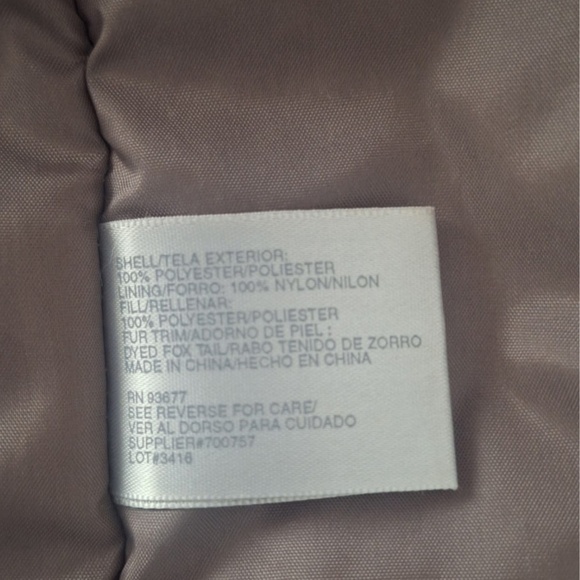 SHELL/TELA EXTERIOR:
100% POLYESTER/POLIESTER
LINING/FORRO: 100% NYLON/NILON
FILL/RELLENAR:
100% POLYESTER/POLIESTER
FUR TRIM/ADORNO DE PIEL :
DYED FOX TAIL/RABO TENIDO DE ZORRO
MADE IN CHINA/HECHO EN CHINA
RN 93677
SEE REVERSE FOR CARE/
VER AL DORSO PARA CUIDADO
SUPPLIER#700757
LOT#3416